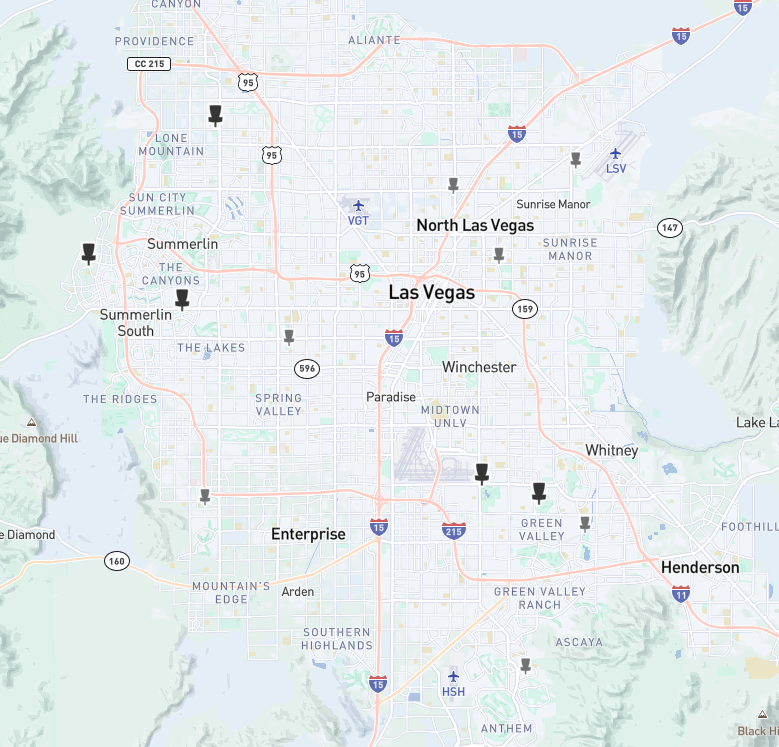 CANYON
15
15
PROVIDENCE
ALIANTE
CC 215
95
15
LONE
MOUNTAIN
95
LSV
SUN CITY
SUMMERLIN
VGT
Sunrise Manor
North Las Vegas
147
Summerlin
SUNRISE
MANOR
THE
CANYONS
95
Las Vegas
159
Summerlin
South
15
THE LAKES
596
Winchester
THE RIDGES
SPRING
VALLEY
Paradise
MIDTOWN
UNLV
Lake La
ue Diamond Hill
Whitney
e Diamond
Enterprise
15
215
GREEN
VALLEY
FOOTHILL
160
Henderson
MOUNTAIN'S
EDGE
Arden
GREEN VALLEY
RANCH
11
SOUTHERN
HIGHLANDS
ASCAYA
15
HSH
ANTHEM
Black Hi